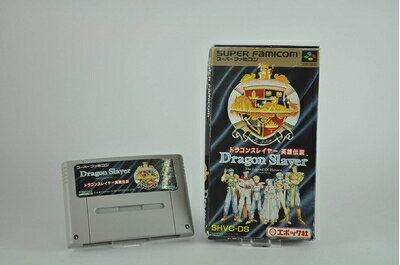 SUPER FAMICOM
スーパーファミコン
ドラゴンスレイヤー 英雄伝説
Dragon Slayer
The Legend Of Heroes
SHVC-DS
エポック社
スーパーファミコン
Dragon Slayer
ドラゴンスレイヤー英雄伝説